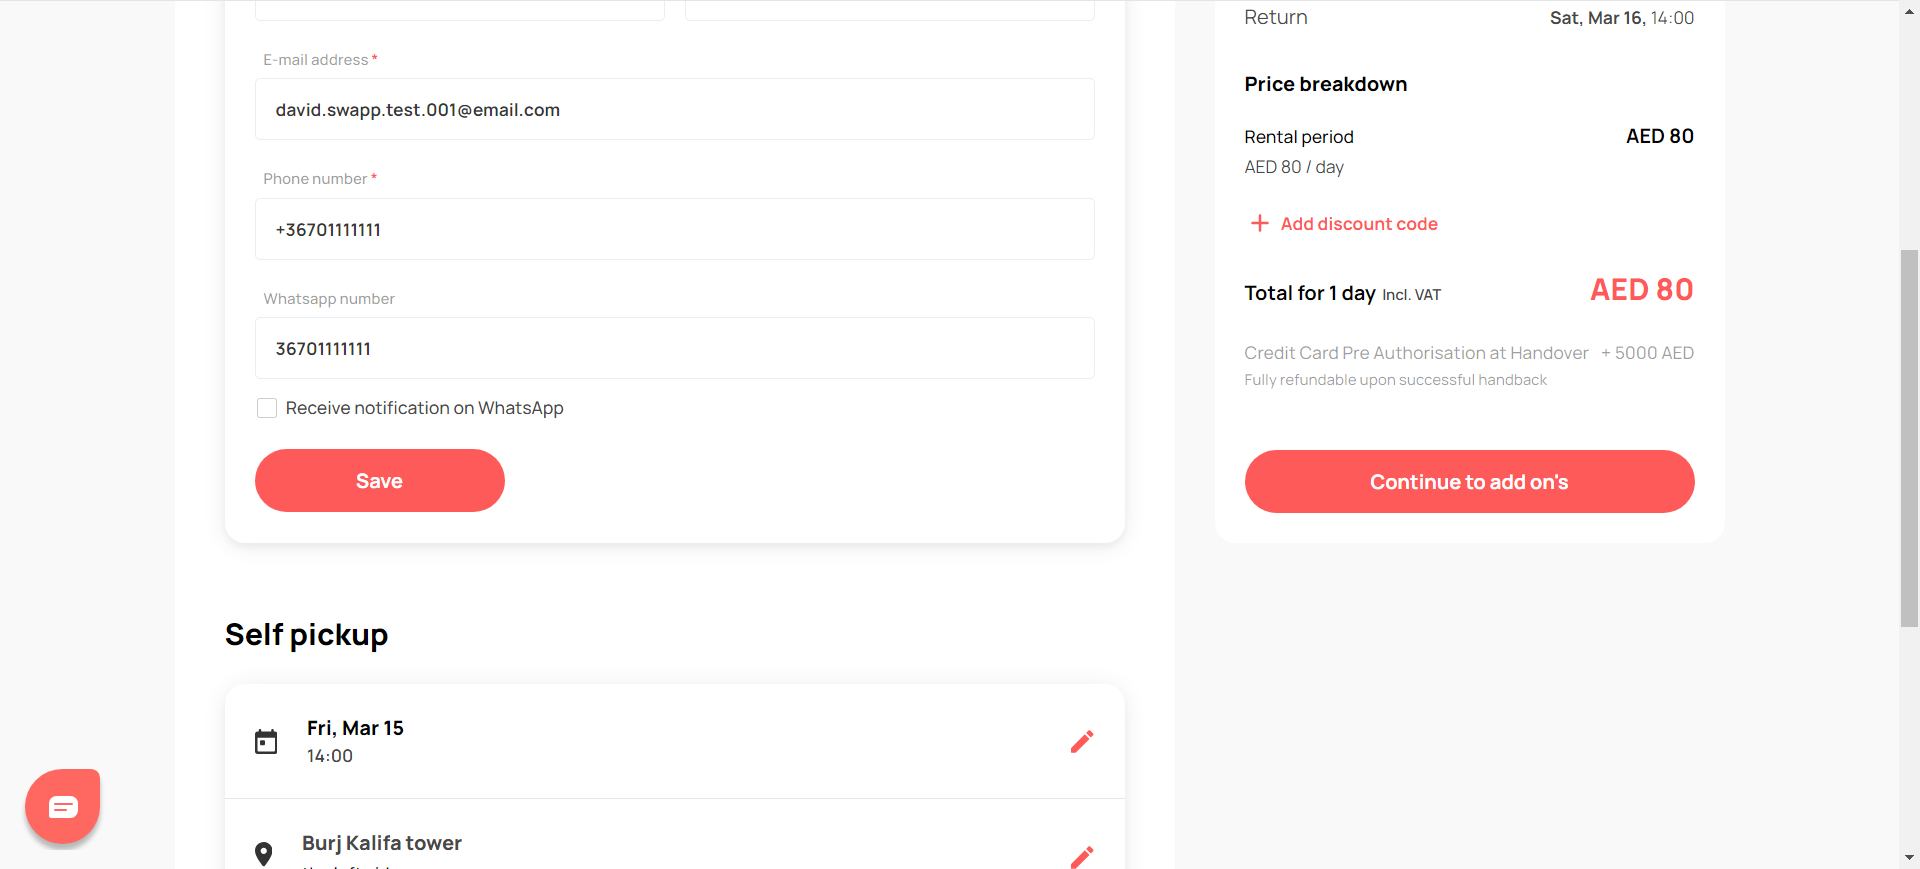 E-mail address *
david.swapp.test.001@email.com
Phone number *
+36701111111
Whatsapp number
36701111111
Receive notification on WhatsApp
Save
Self pickup
Fri, Mar 15
14:00
Burj Kalifa tower
Return Sat, Mar 16, 14:00
Price breakdown
Rental period AED 80
AED 80 / day
+ Add discount code
Total for 1 day Incl. VAT AED 80
Credit Card Pre Authorisation at Handover + 5000 AED
Fully refundable upon successful handback
Continue to add on's